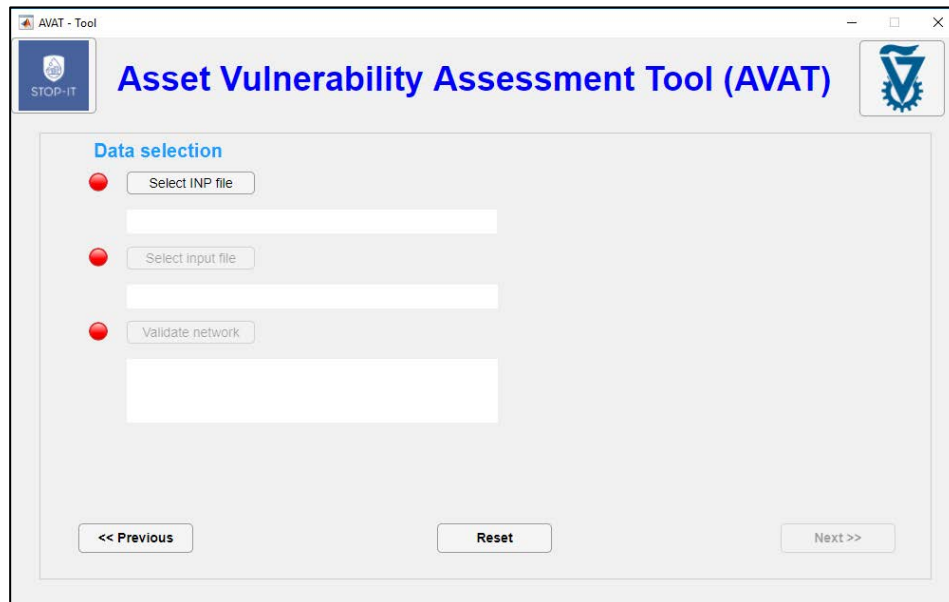 AVAT - Tool
STOP-IT
Asset Vulnerability Assessment Tool (AVAT)
Data selection
Select INP file
Select input file
Validate network
<< Previous
Reset
Next >>